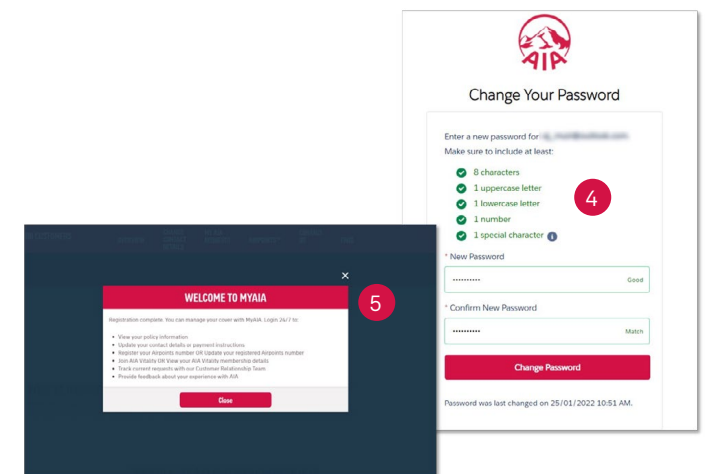 AIA
Change Your Password
Enter a new password for
Make sure to include at least:
8 characters
1 uppercase letter
1 lowercase letter
1 number
1 special character
4
* New Password
Good
* Confirm New Password
Match
Change Password
Password was last changed on 25/01/2022 10:51 AM.
5
WELCOME TO MYAIA
Registration complete. You can manage your cover with MyAIA. Login 24/7 to:
• View your policy information
• Update your contact details or payment instructions
• Register your Airpoints number OR Update your registered Airpoints number
• Join AIA Vitality OR View your AIA Vitality membership details
• Track current requests with our Customer Relationship Team
• Provide feedback about your experience with AIA
Close